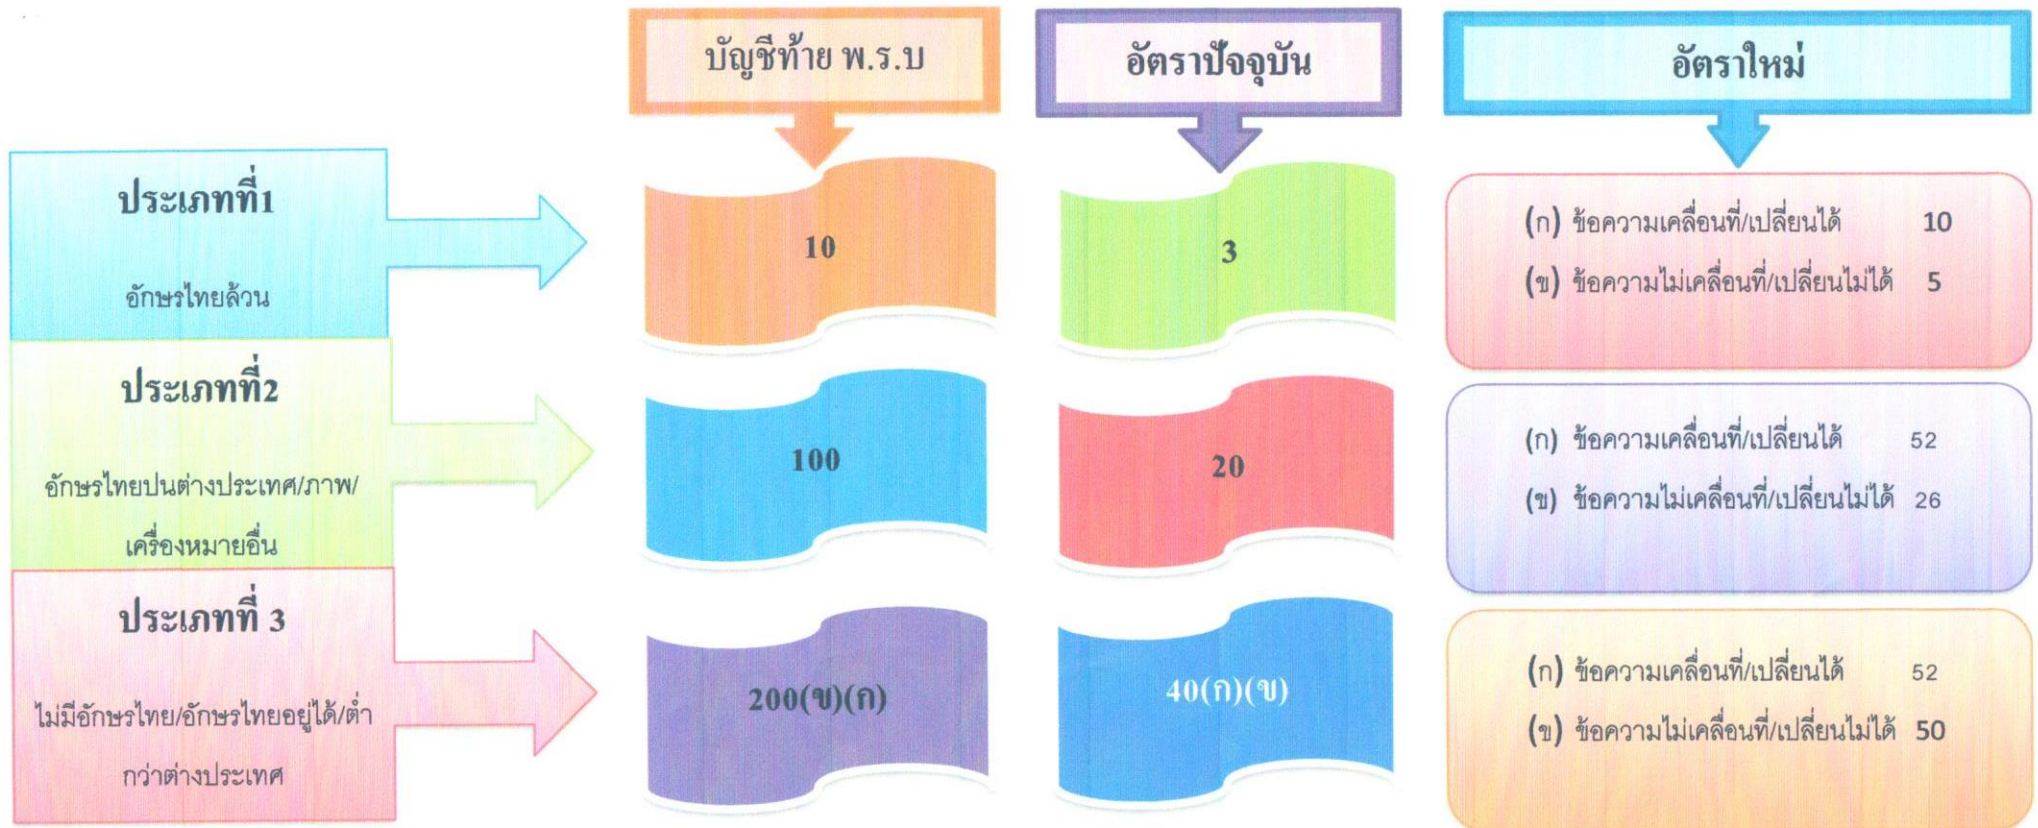 บัญชีท้าย พ.ร.บ
อัตราปัจจุบัน
อัตราใหม่
ประเภทที่1
อักษรไทยล้วน
10
3
(ก) ข้อความเคลื่อนที่/เปลี่ยนได้ 10
(ข) ข้อความไม่เคลื่อนที่/เปลี่ยนไม่ได้ 5
ประเภทที่2
อักษรไทยปนต่างประเทศ/ภาพ/
เครื่องหมายอื่น
100
20
(ก) ข้อความเคลื่อนที่/เปลี่ยนได้ 52
(ข) ข้อความไม่เคลื่อนที่/เปลี่ยนไม่ได้ 26
ประเภทที่ 3
ไม่มีอักษรไทย/อักษรไทยอยู่ใด้/ต่ำ
กว่าต่างประเทศ
200(ข)(ก)
40(ก)(ข)
(ก) ข้อความเคลื่อนที่/เปลี่ยนได้ 52
(ข) ข้อความไม่เคลื่อนที่/เปลี่ยนไม่ได้ 50